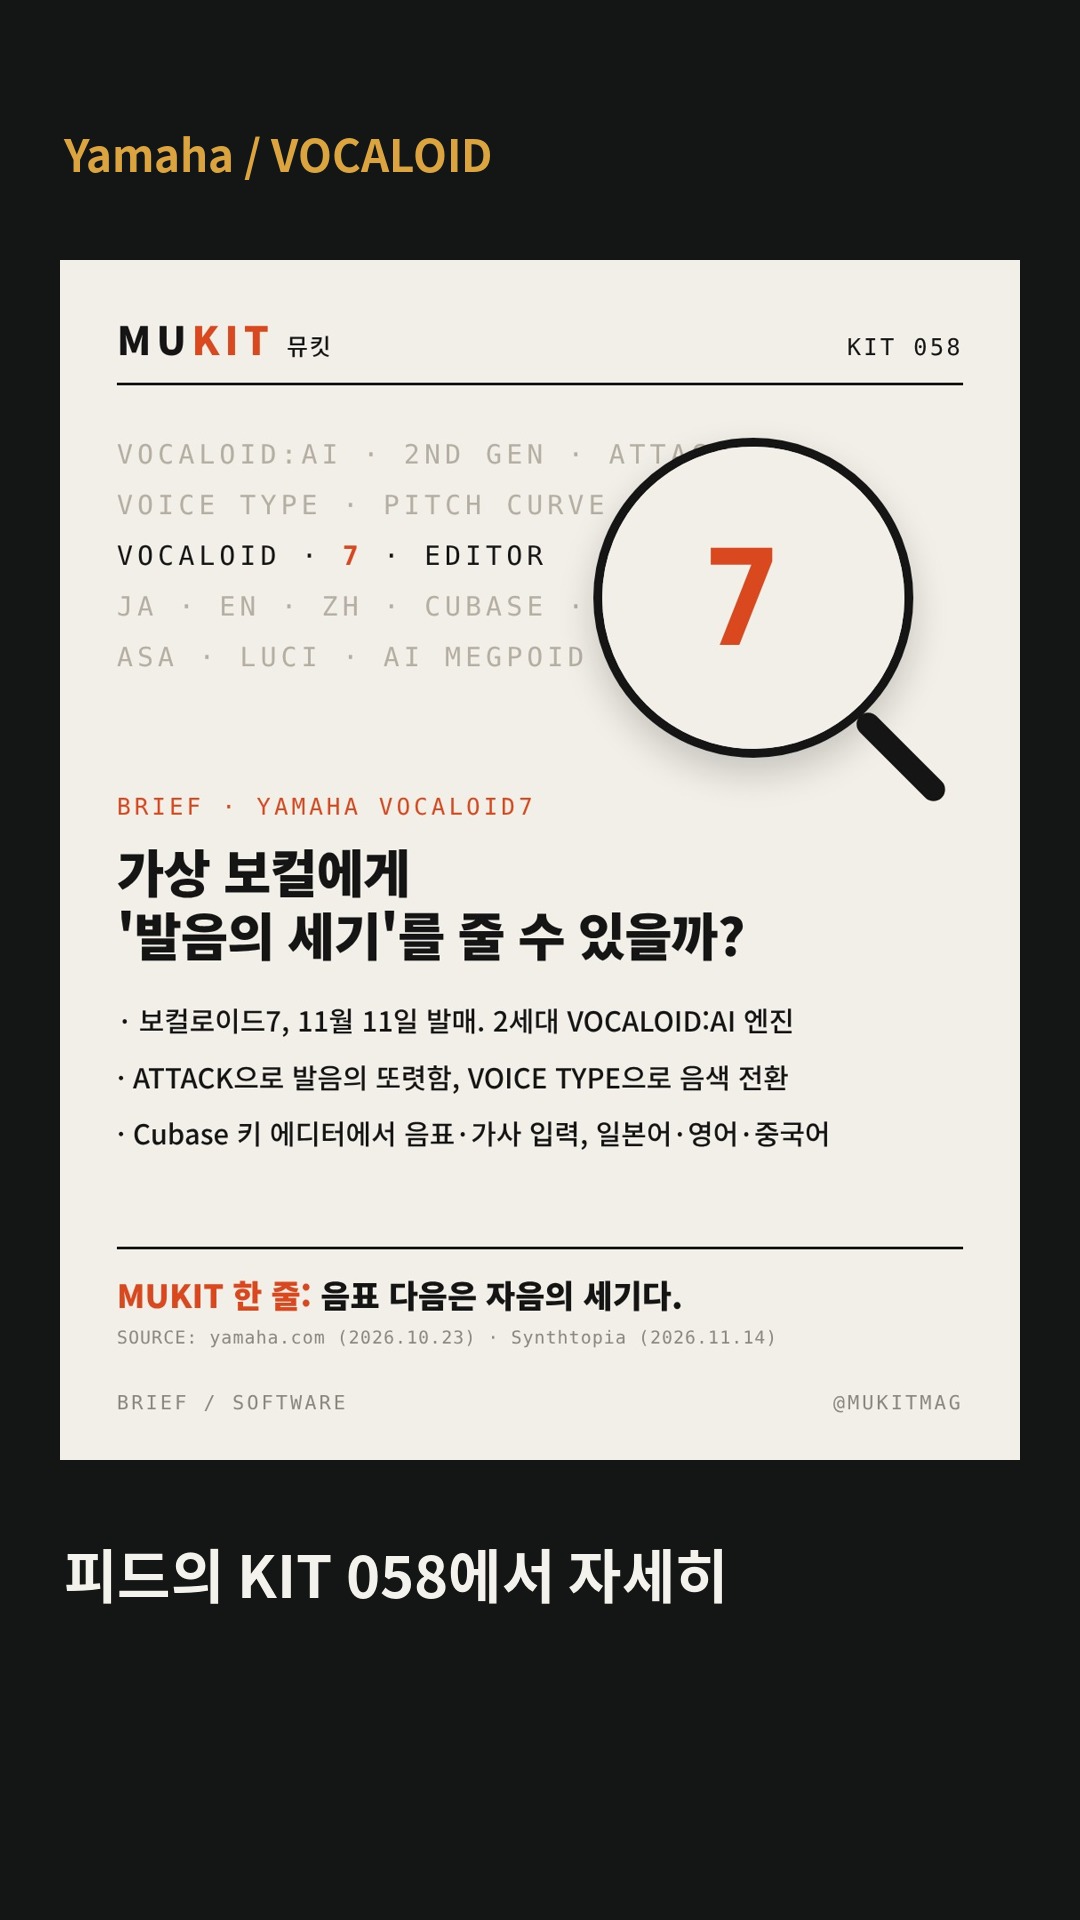 Yamaha / VOCALOID
MUKIT 뮤킷
KIT 058
VOCALOID:AI · 2ND GEN ·
VOICE TYPE · PITCH CURVE
VOCALOID · 7 · EDITOR
7
JA · EN · ZH · CUBASE ·
ASA · LUCI · AI MEGPOID
BRIEF · YAMAHA VOCALOID7
가상 보컬에게
'발음의 세기'를 줄 수 있을까?
· 보컬로이드7, 11월 11일 발매. 2세대 VOCALOID:AI 엔진
· ATTACK으로 발음의 또렷함, VOICE TYPE으로 음색 전환
· Cubase 키 에디터에서 음표·가사 입력, 일본어·영어·중국어
MUKIT 한 줄: 음표 다음은 자음의 세기다.
SOURCE: yamaha.com (2026.10.23) · Synthtopia (2026.11.14)
BRIEF / SOFTWARE
@MUKITMAG
피드의 KIT 058에서 자세히